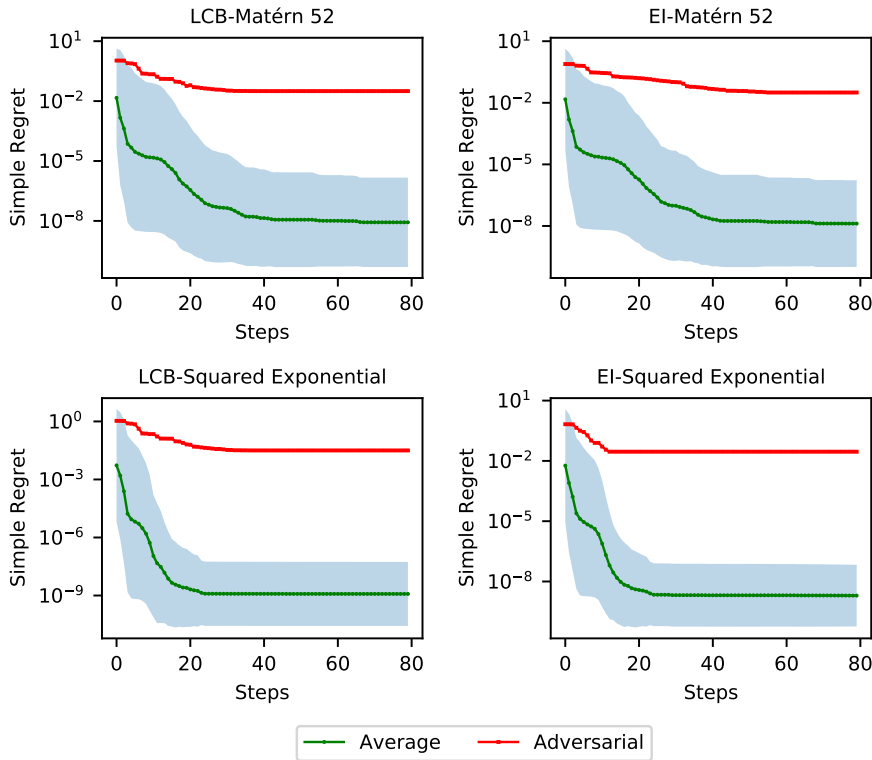 LCB-Matérn 52
10^1
10^-2
10^-5
10^-8
Simple Regret
0 20 40 60 80
Steps
EI-Matérn 52
10^1
10^-2
10^-5
10^-8
Simple Regret
0 20 40 60 80
Steps
LCB-Squared Exponential
10^0
10^-3
10^-6
10^-9
Simple Regret
0 20 40 60 80
Steps
EI-Squared Exponential
10^1
10^-2
10^-5
10^-8
Simple Regret
0 20 40 60 80
Steps
Average Adversarial